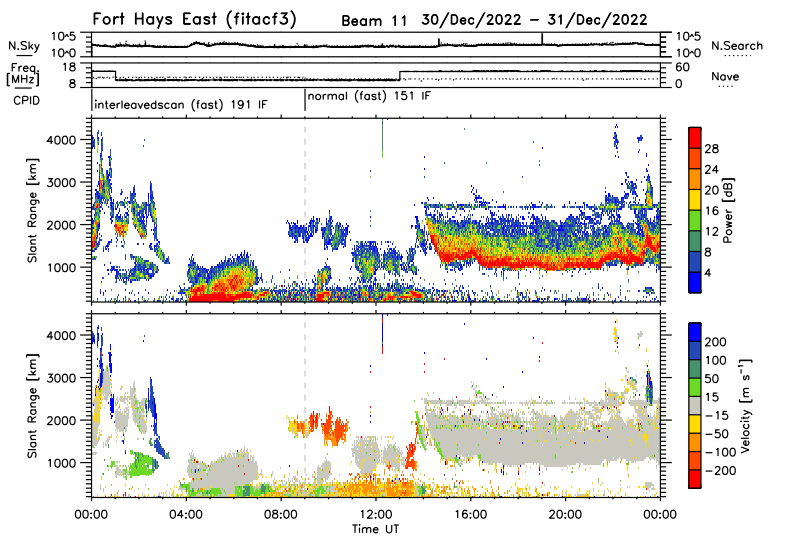 Fort Hays East (fitacf3) Beam 11 30/Dec/2022 - 31/Dec/2022
N.Sky 10^5 10^0 10^5 10^0 N.Search
Freq. [MHz] 18 8 60 0 Nave
CPID interleavedscan (fast) 191 IF normal (fast) 151 IF
Slant Range [km]
4000
3000
2000
1000
Power [dB]
28
24
20
16
12
8
4
Slant Range [km]
4000
3000
2000
1000
Velocity [m s⁻¹]
200
100
50
15
-15
-50
-100
-200
00:00 04:00 08:00 12:00 16:00 20:00 00:00
Time UT